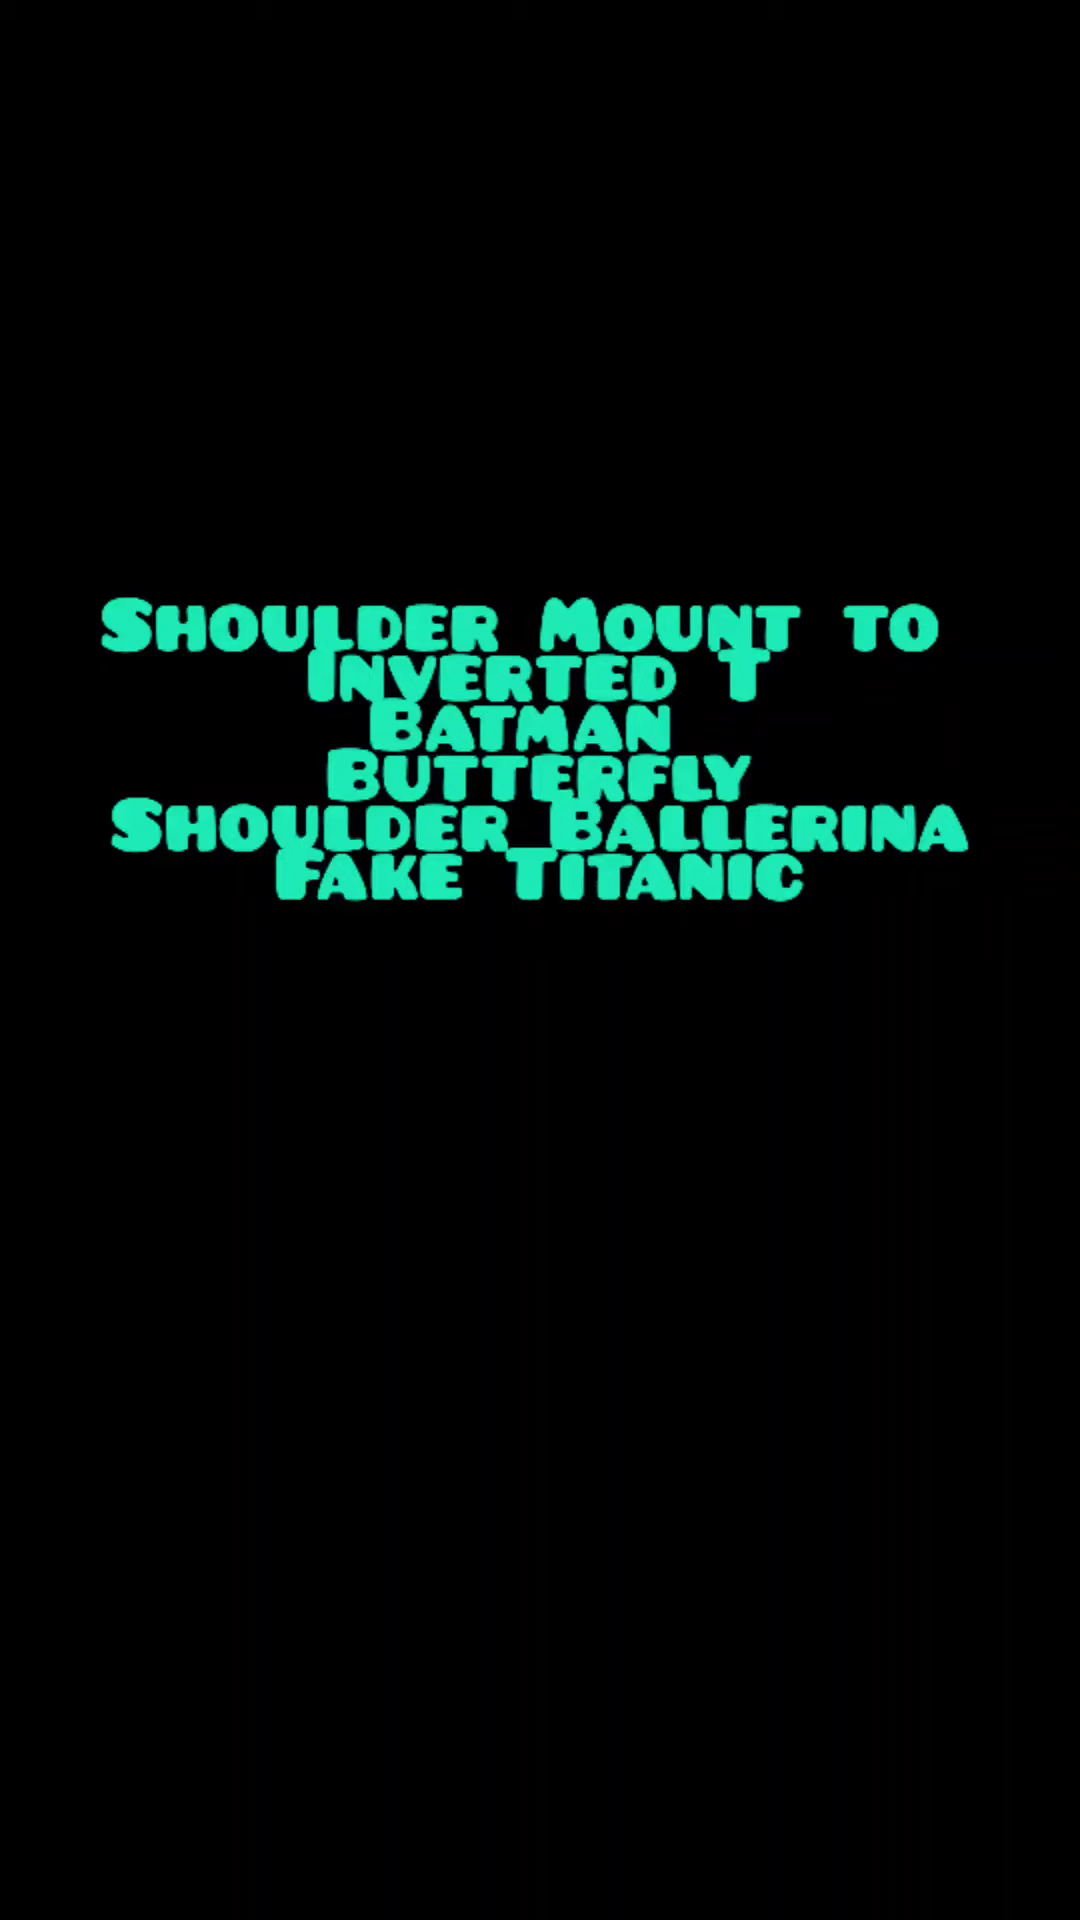 Shoulder Mount to
Inverted T
Batman
Butterfly
Shoulder Ballerina
Fake Titanic